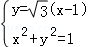 y=√3(x-1)
x²+y²=1